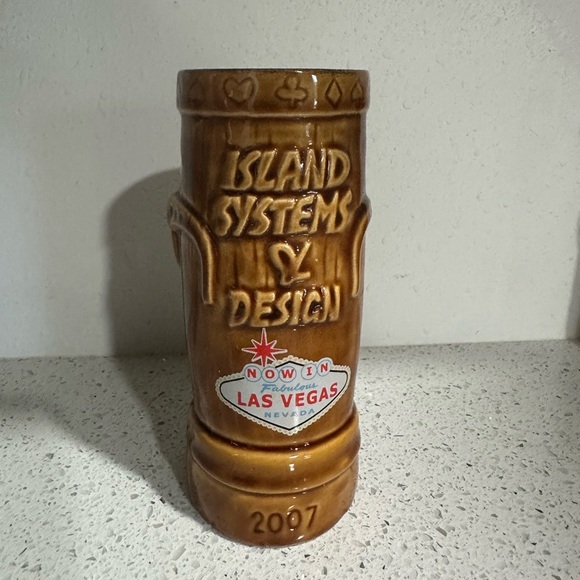 ISLAND
SYSTEMS
&
DESIGN
NOW IN
Fabulous
LAS VEGAS
NEVADA
2007